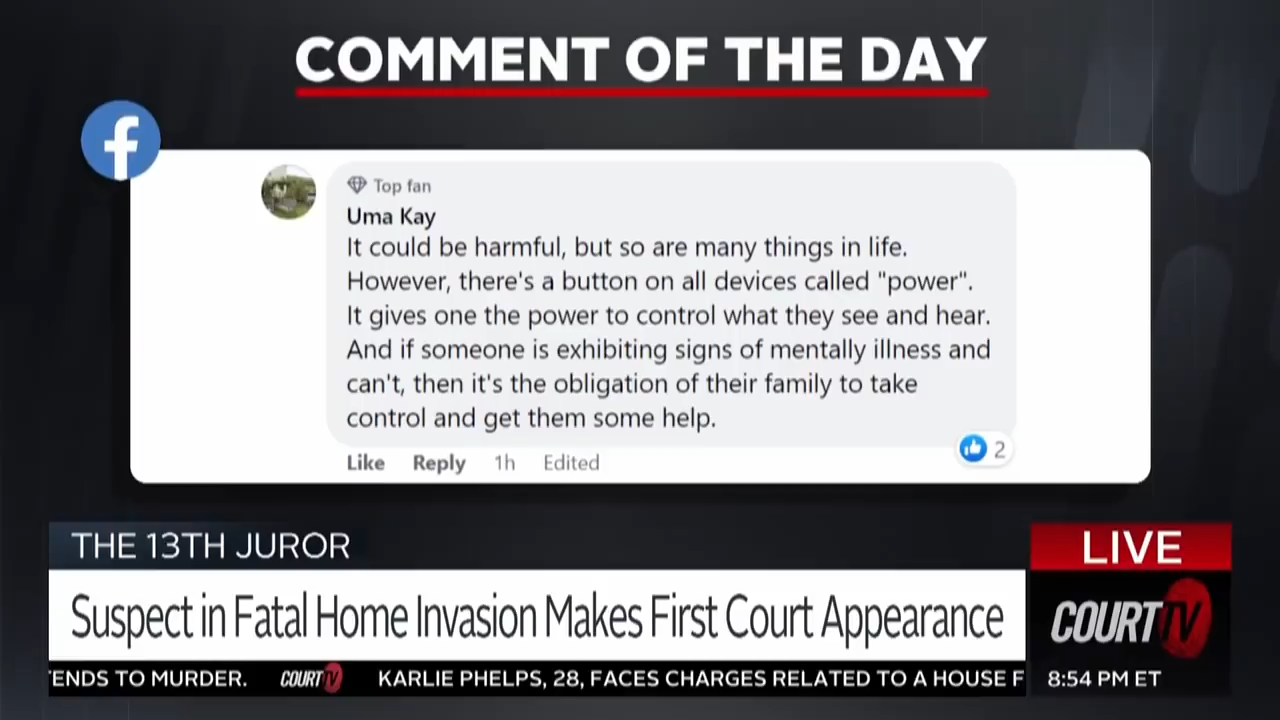 COMMENT OF THE DAY
f
Top fan
Uma Kay
It could be harmful, but so are many things in life.
However, there's a button on all devices called "power".
It gives one the power to control what they see and hear.
And if someone is exhibiting signs of mentally illness and
can't, then it's the obligation of their family to take
control and get them some help.
Like Reply 1h Edited
2
THE 13TH JUROR
LIVE
Suspect in Fatal Home Invasion Makes First Court Appearance
COURT TV
ENDS TO MURDER. COURT TV KARLIE PHELPS, 28, FACES CHARGES RELATED TO A HOUSE F
8:54 PM ET